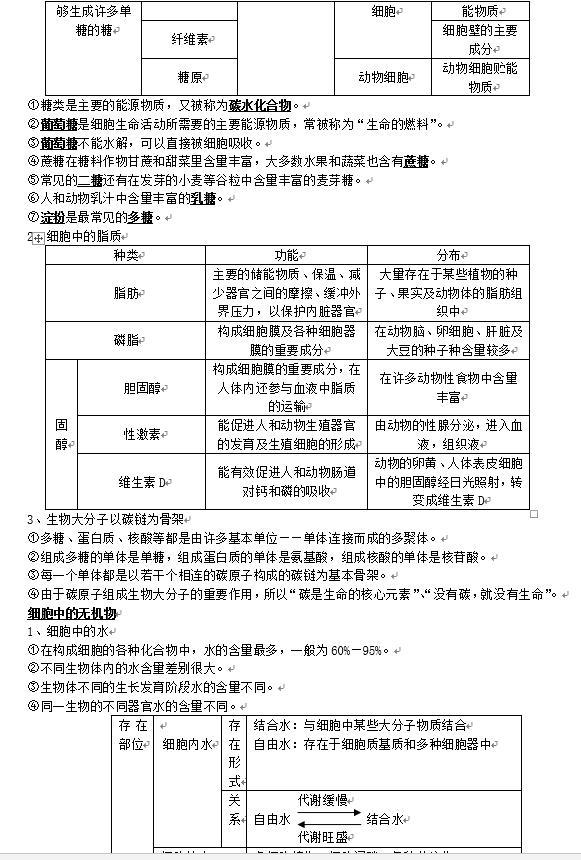 够生成许多单
糖的糖
细胞
能物质
纤维素
细胞壁的主要
成分
糖原
动物细胞
动物细胞贮能
物质
①糖类是主要的能源物质，又被称为碳水化合物。
②葡萄糖是细胞生命活动所需要的主要能源物质，常被称为“生命的燃料”。
③葡萄糖不能水解，可以直接被细胞吸收。
④蔗糖在糖料作物甘蔗和甜菜里含量丰富，大多数水果和蔬菜也含有蔗糖。
⑤常见的二糖还有在发芽的小麦等谷粒中含量丰富的麦芽糖。
⑥人和动物乳汁中含量丰富的乳糖。
⑦淀粉是最常见的多糖。
2、细胞中的脂质
种类
功能
分布
脂肪
主要的储能物质、保温、减
少器官之间的摩擦、缓冲外
界压力，以保护内脏器官
大量存在于某些植物的种
子、果实及动物体的脂肪组
织中
磷脂
构成细胞膜及各种细胞器
膜的重要成分
在动物脑、卵细胞、肝脏及
大豆的种子种含量较多
固
醇
胆固醇
构成细胞膜的重要成分，在
人体内还参与血液中脂质
的运输
在许多动物性食物中含量
丰富
性激素
能促进人和动物生殖器官
的发育及生殖细胞的形成
由动物的性腺分泌，进入血
液，组织液
维生素D
能有效促进人和动物肠道
对钙和磷的吸收
动物的卵黄、人体表皮细胞
中的胆固醇经日光照射，转
变成维生素D
3、生物大分子以碳链为骨架
①多糖、蛋白质、核酸等都是由许多基本单位——单体连接而成的多聚体。
②组成多糖的单体是单糖，组成蛋白质的单体是氨基酸，组成核酸的单体是核苷酸。
③每一个单体都是以若干个相连的碳原子构成的碳链为基本骨架。
④由于碳原子组成生物大分子的重要作用，所以“碳是生命的核心元素”、“没有碳，就没有生命”。
细胞中的无机物
1、细胞中的水
①在构成细胞的各种化合物中，水的含量最多，一般为60%—95%。
②不同生物体内的水含量差别很大。
③生物体不同的生长发育阶段水的含量不同。
④同一生物的不同器官水的含量不同。
存在
部位
细胞内水
存
在
形
式
结合水：与细胞中某些大分子物质结合
自由水：存在于细胞质基质和多种细胞器中
关
系
代谢缓慢
自由水
结合水
代谢旺盛